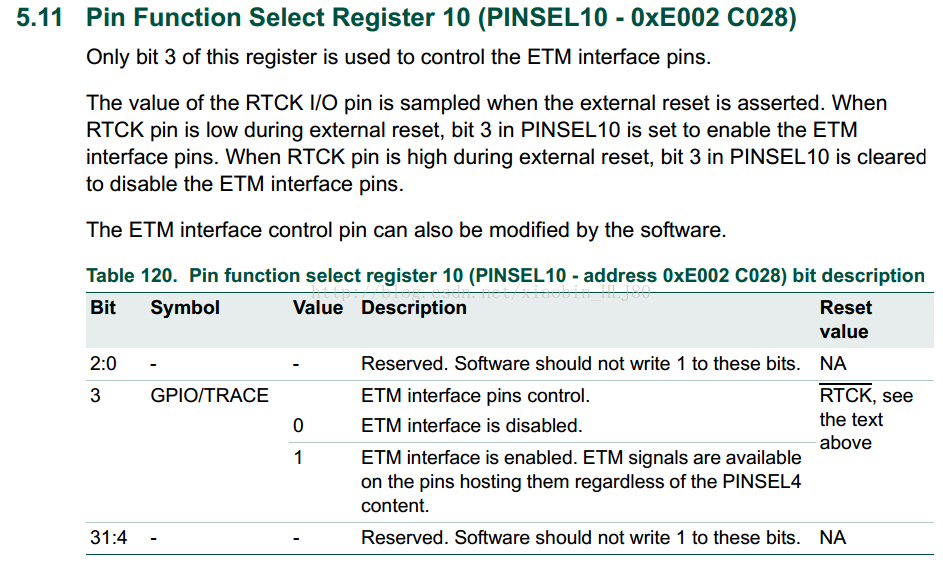 5.11 Pin Function Select Register 10 (PINSEL10 - 0xE002 C028)
Only bit 3 of this register is used to control the ETM interface pins.
The value of the RTCK I/O pin is sampled when the external reset is asserted. When
RTCK pin is low during external reset, bit 3 in PINSEL10 is set to enable the ETM
interface pins. When RTCK pin is high during external reset, bit 3 in PINSEL10 is cleared
to disable the ETM interface pins.
The ETM interface control pin can also be modified by the software.
Table 120. Pin function select register 10 (PINSEL10 - address 0xE002 C028) bit description
http://blog.csdn.net/xiaobin_HLJ80
Bit Symbol Value Description Reset
value
2:0 - - Reserved. Software should not write 1 to these bits. NA
3 GPIO/TRACE ETM interface pins control. RTCK, see
the text
above
0 ETM interface is disabled.
1 ETM interface is enabled. ETM signals are available
on the pins hosting them regardless of the PINSEL4
content.
31:4 - - Reserved. Software should not write 1 to these bits. NA